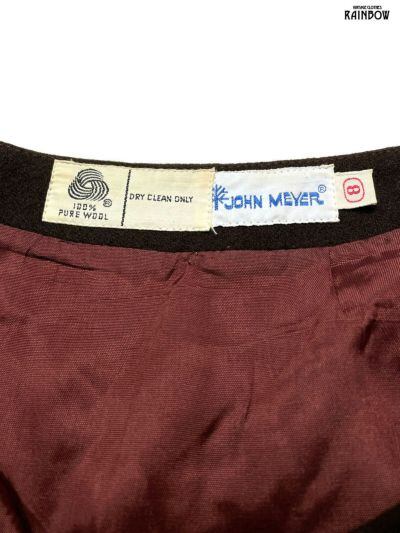 VINTAGE CLOTHES
RAINBOW
100%
PURE WOOL
®
DRY CLEAN ONLY
JOHN MEYER®
8